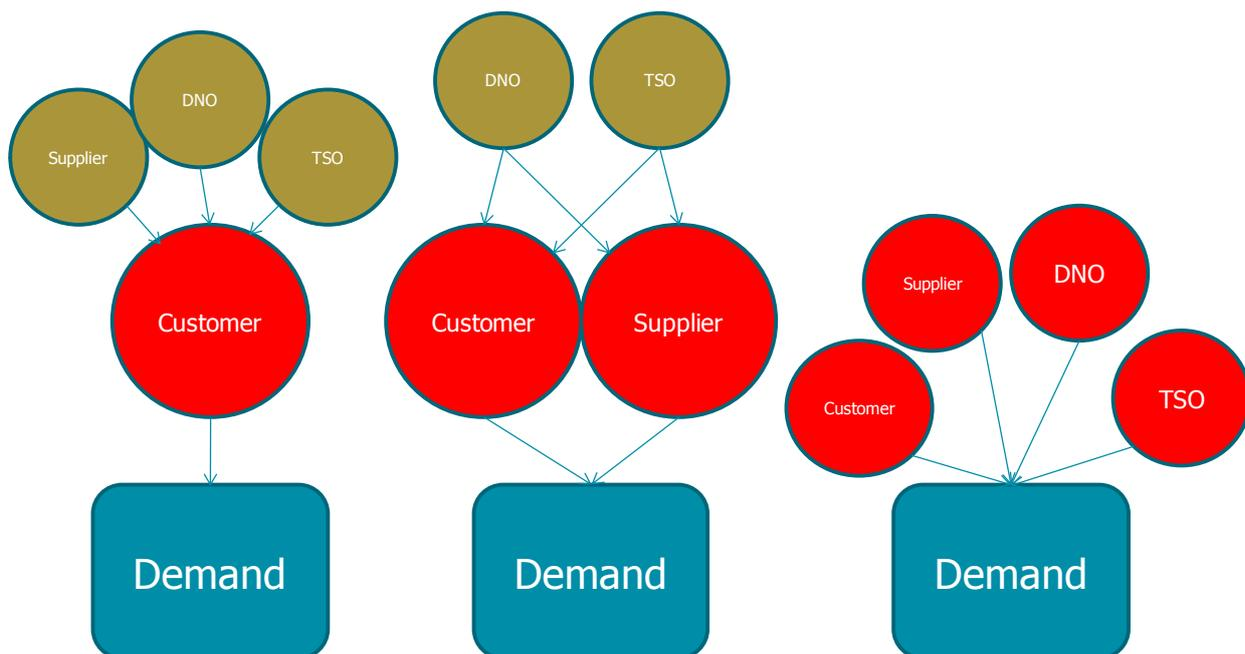 DNO
Supplier
TSO
Customer
Demand
DNO
TSO
Customer
Supplier
Demand
Supplier
DNO
Customer
TSO
Demand